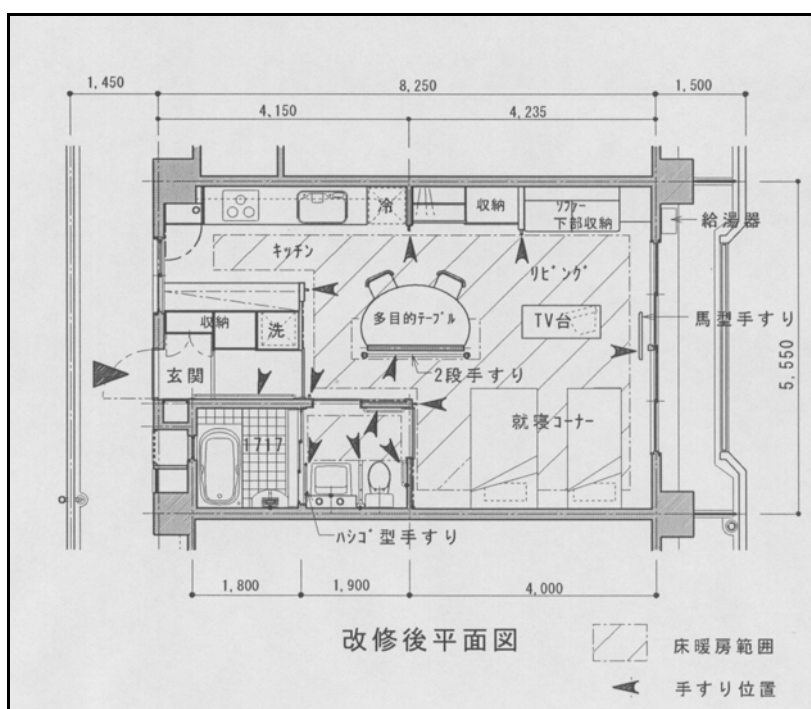 1,450
8,250
1,500
4,150
4,235
冷
収納
ソファー
下部収納
給湯器
キッチン
リビング
多目的テーブル
TV台
馬型手すり
収納
洗
2段手すり
玄関
5,550
就寝コーナー
1717
ハシゴ型手すり
1,800
1,900
4,000
改修後平面図
床暖房範囲
手すり位置